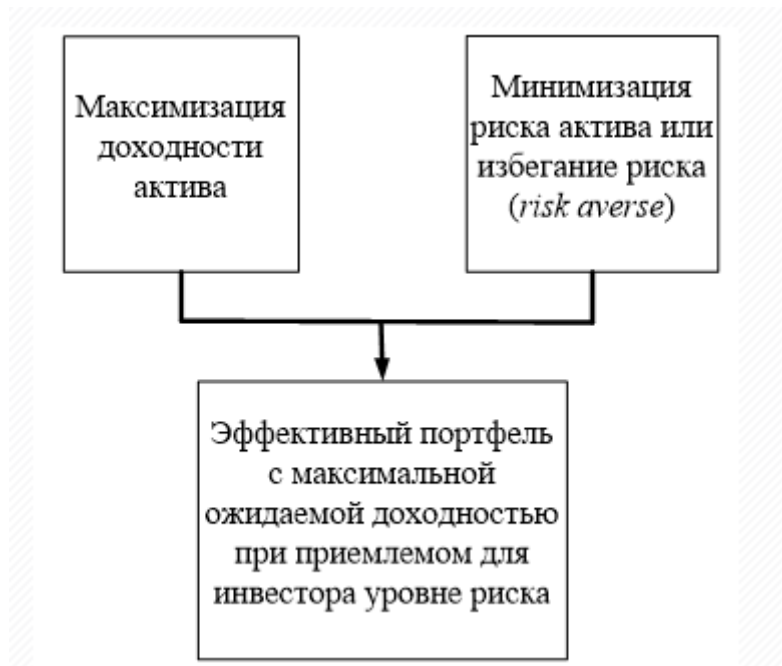 Максимизация
доходности
актива
Минимизация
риска актива или
избегание риска
(risk averse)
Эффективный портфель
с максимальной
ожидаемой доходностью
при приемлемом для
инвестора уровне риска